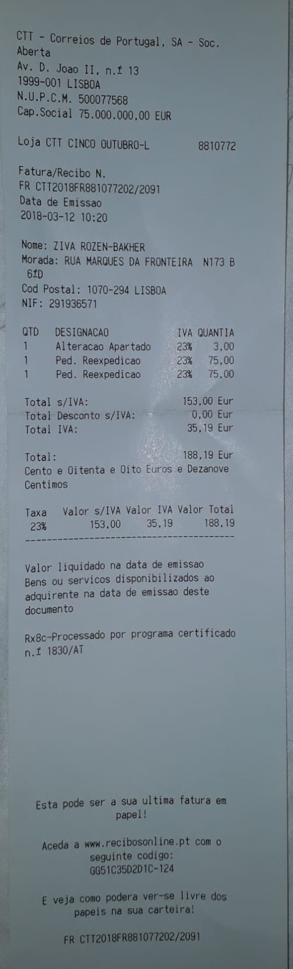 CTT - Correios de Portugal, SA - Soc.
Aberta
Av. D. Joao II, n.£ 13
1999-001 LISBOA
N.U.P.C.M. 500077568
Cap.Social 75.000.000,00 EUR
Loja CTT CINCO OUTUBRO-L 8810772
Fatura/Recibo N.
FR CTT2018FR881077202/2091
Data de Emissao
2018-03-12 10:20
Nome: ZIVA ROZEN-BAKHER
Morada: RUA MARQUES DA FRONTEIRA N173 B
6ºD
Cod Postal: 1070-294 LISBOA
NIF: 291936571
QTD DESIGNACAO IVA QUANTIA
1 Alteracao Apartado 23% 3,00
1 Ped. Reexpedicao 23% 75,00
1 Ped. Reexpedicao 23% 75,00
Total s/IVA: 153,00 Eur
Total Desconto s/IVA: 0,00 Eur
Total IVA: 35,19 Eur
Total: 188,19 Eur
Cento e Oitenta e Oito Euros e Dezanove
Centimos
Taxa Valor s/IVA Valor IVA Valor Total
23% 153,00 35,19 188,19
----------------------------------------
Valor liquidado na data de emissao
Bens ou servicos disponibilizados ao
adquirente na data de emissao deste
documento
Rx8c-Processado por programa certificado
n.£ 1830/AT
Esta pode ser a sua ultima fatura em
papel!
Aceda a www.recibosonline.pt com o
seguinte codigo:
GG51C35D2D1C-124
E veja como podera ver-se livre dos
papeis na sua carteira!
FR CTT2018FR881077202/2091